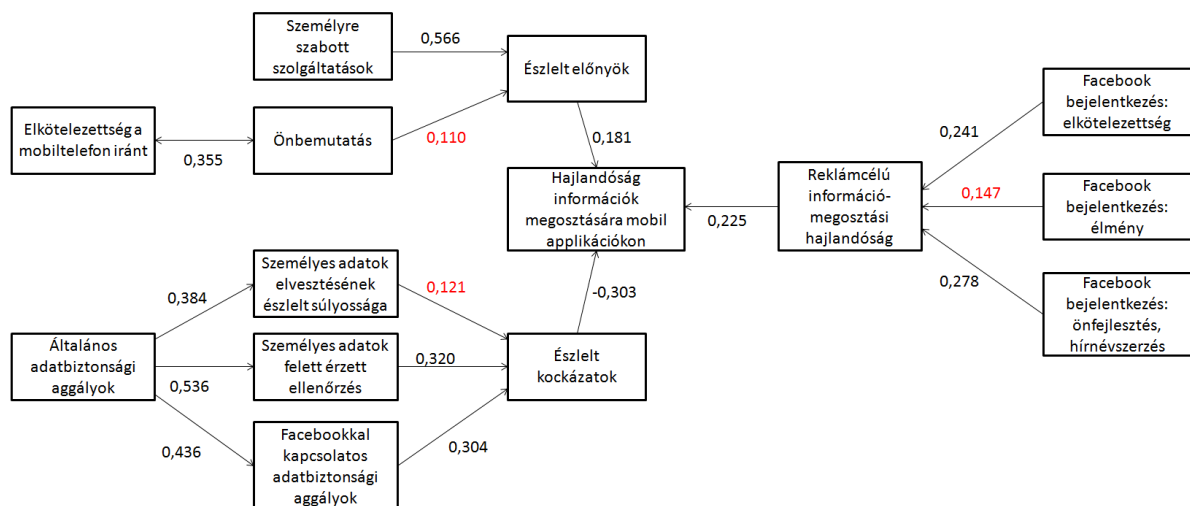 Személyre
szabott
szolgáltatások
0,566
Észlelt előnyök
Elkötelezettség a
mobiltelefon iránt
0,355
Önbemutatás
0,110
0,181
Hajlandóság
információk
megosztására mobil
applikációkon
0,225
Reklámcélú
információ-
megosztási
hajlandóság
0,241
Facebook
bejelentkezés:
elkötelezettség
0,147
Facebook
bejelentkezés:
élmény
0,278
Facebook
bejelentkezés:
önfejlesztés,
hírnévszerzés
Személyes adatok
elvesztésének
észlelt súlyossága
0,384
0,121
-0,303
Általános
adatbiztonsági
aggályok
0,536
Személyes adatok
felett érzett
ellenőrzés
0,320
Észlelt
kockázatok
0,436
Facebookkal
kapcsolatos
adatbiztonsági
aggályok
0,304